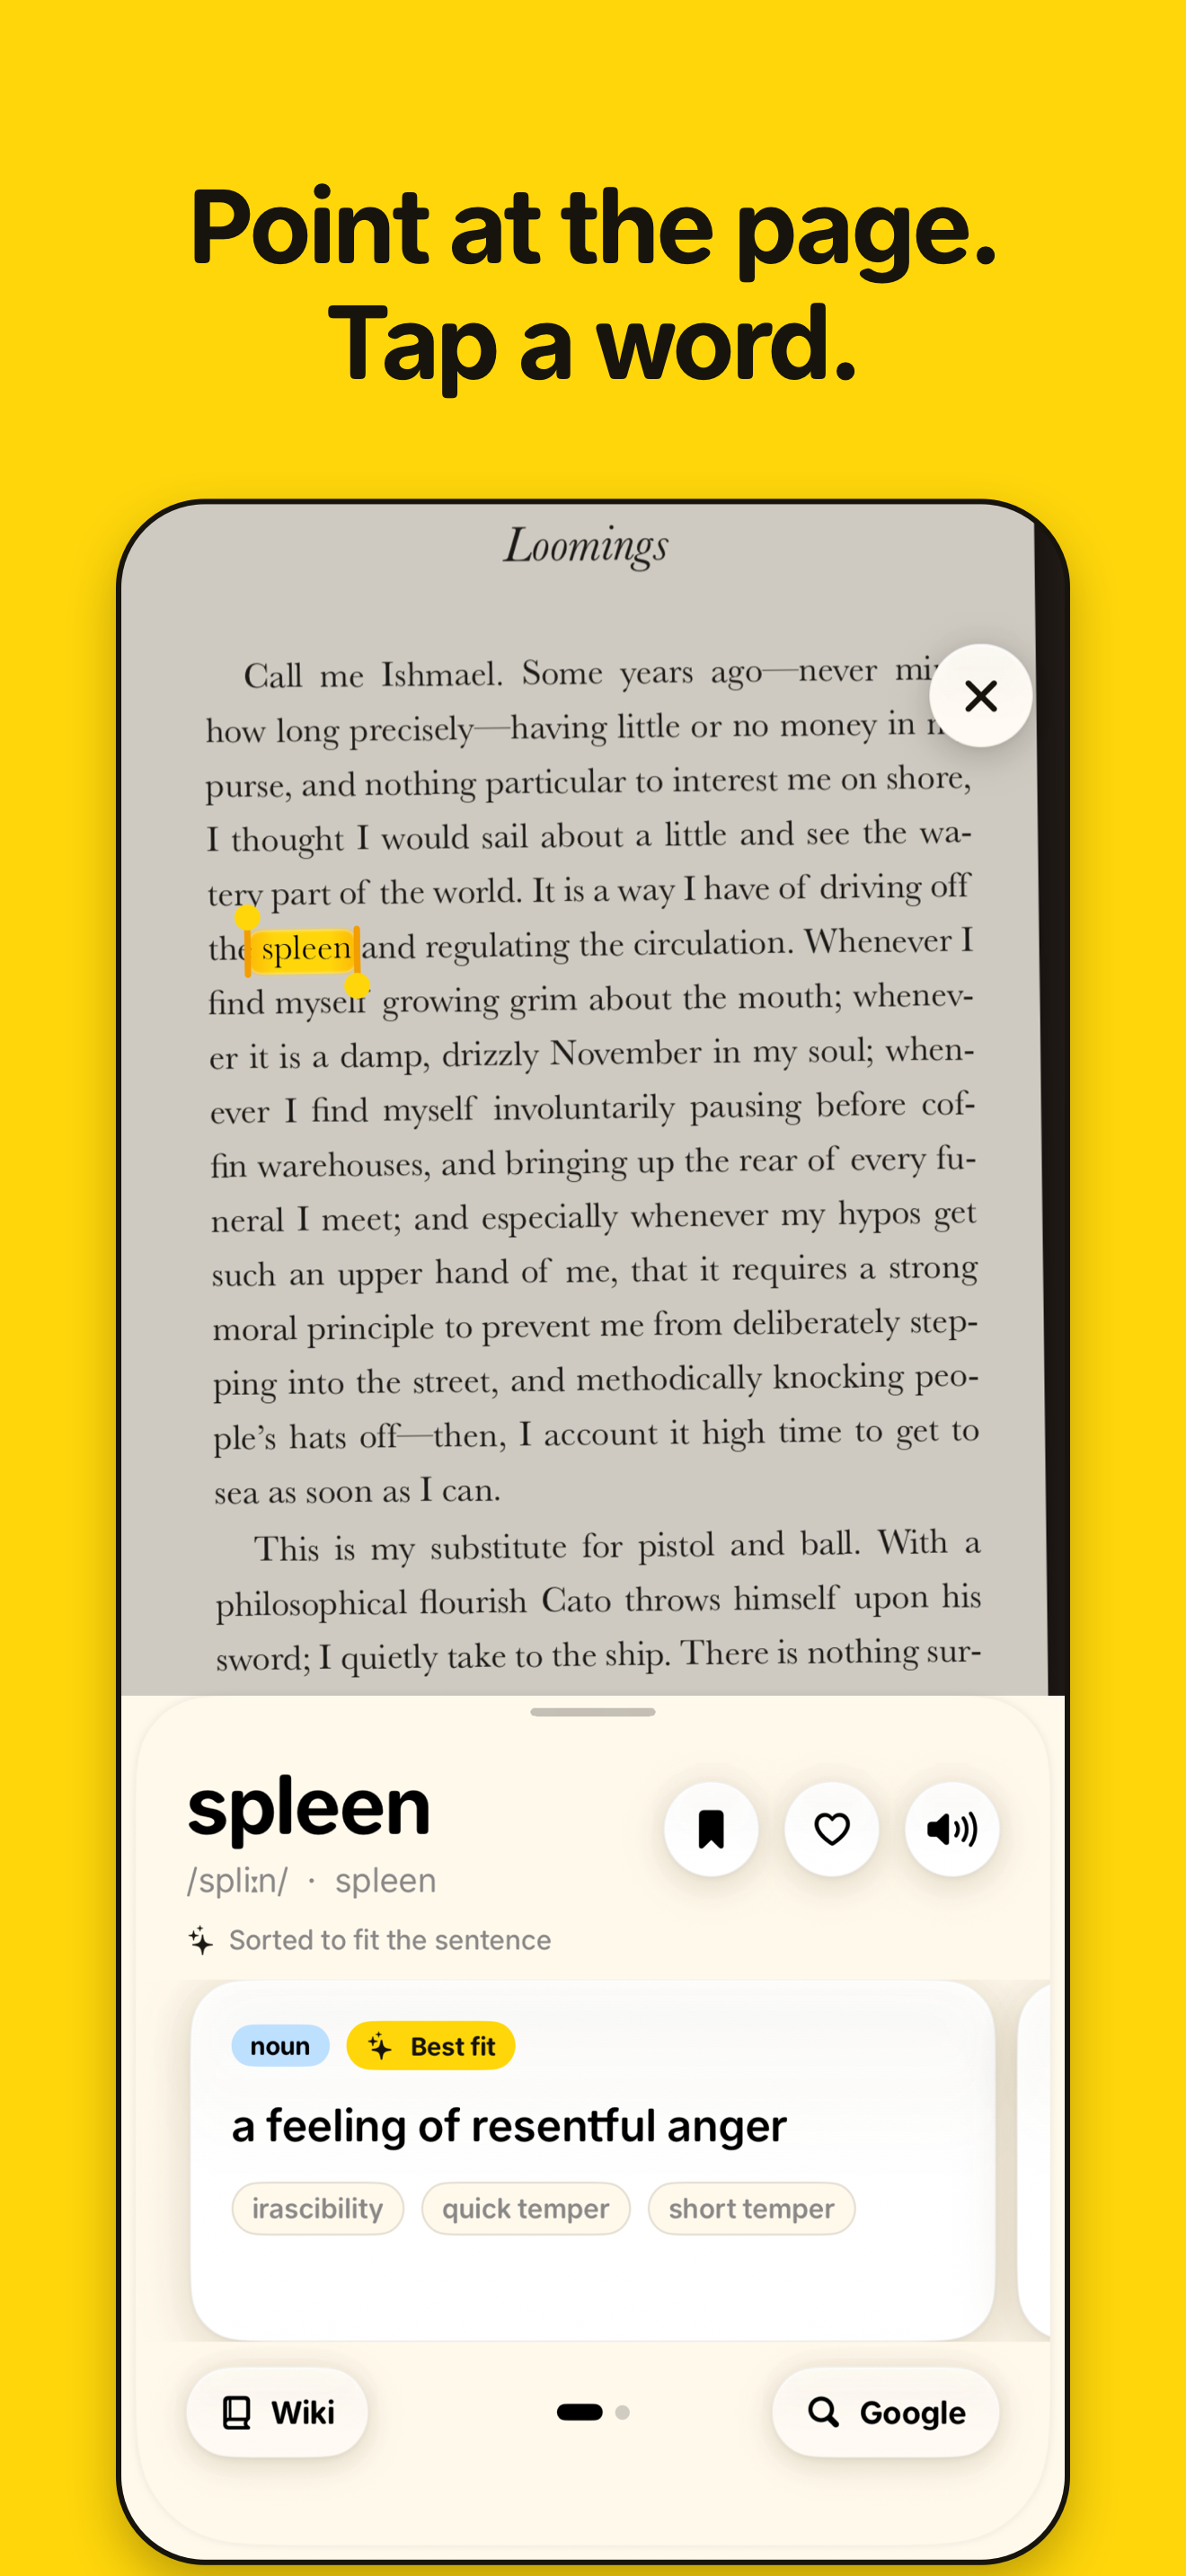 Point at the page.
Tap a word.
Loomings
Call me Ishmael. Some years ago—never
how long precisely—having little or no money in
purse, and nothing particular to interest me on shore,
I thought I would sail about a little and see the wa-
tery part of the world. It is a way I have of driving off
the spleen and regulating the circulation. Whenever I
find myself growing grim about the mouth; whenev-
er it is a damp, drizzly November in my soul; when-
ever I find myself involuntarily pausing before cof-
fin warehouses, and bringing up the rear of every fu-
neral I meet; and especially whenever my hypos get
such an upper hand of me, that it requires a strong
moral principle to prevent me from deliberately step-
ping into the street, and methodically knocking peo-
ple’s hats off—then, I account it high time to get to
sea as soon as I can.
This is my substitute for pistol and ball. With a
philosophical flourish Cato throws himself upon his
sword; I quietly take to the ship. There is nothing sur-
spleen
/spliːn/ · spleen
Sorted to fit the sentence
noun Best fit
a feeling of resentful anger
irascibility quick temper short temper
Wiki Google